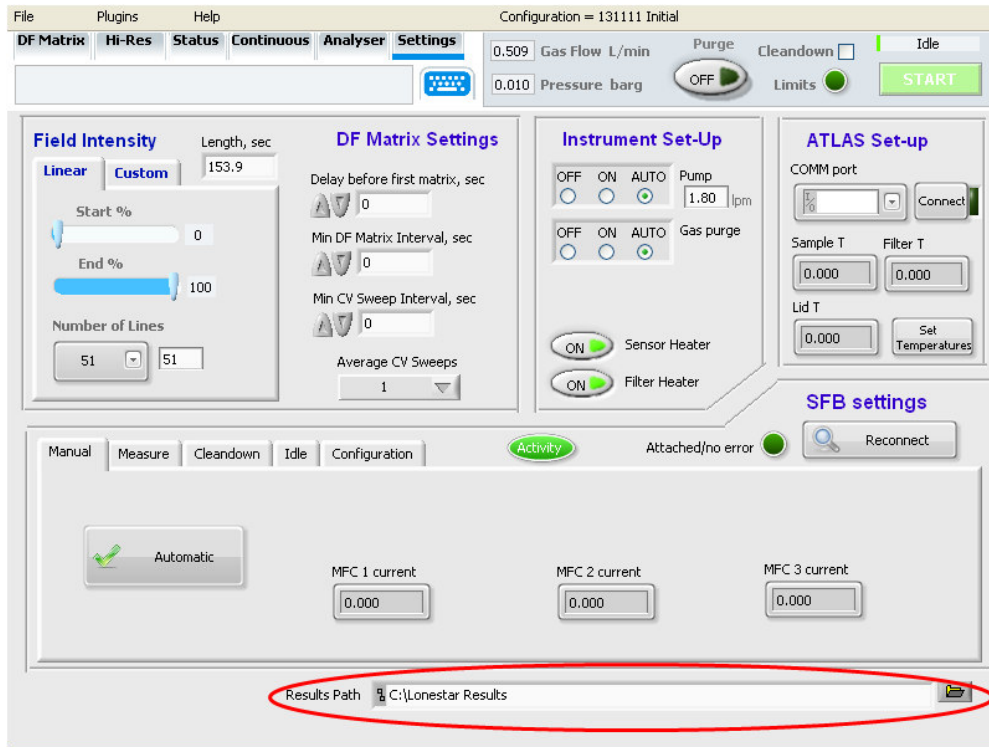 File Plugins Help Configuration = 131111 Initial
DF Matrix Hi-Res Status Continuous Analyser Settings
0.509 Gas Flow L/min Purge Cleandown Idle
0.010 Pressure barg OFF Limits START
Field Intensity Length, sec
Linear Custom 153.9
Start %
0
End %
100
Number of Lines
51 51
DF Matrix Settings
Delay before first matrix, sec
0
Min DF Matrix Interval, sec
0
Min CV Sweep Interval, sec
0
Average CV Sweeps
1
Instrument Set-Up
OFF ON AUTO Pump
1.80 lpm
OFF ON AUTO Gas purge
ON Sensor Heater
ON Filter Heater
ATLAS Set-up
COMM port
I/O Connect
Sample T Filter T
0.000 0.000
Lid T
0.000 Set Temperatures
SFB settings
Manual Measure Cleandown Idle Configuration Activity Attached/no error Reconnect
Automatic
MFC 1 current MFC 2 current MFC 3 current
0.000 0.000 0.000
Results Path C:\Lonestar Results